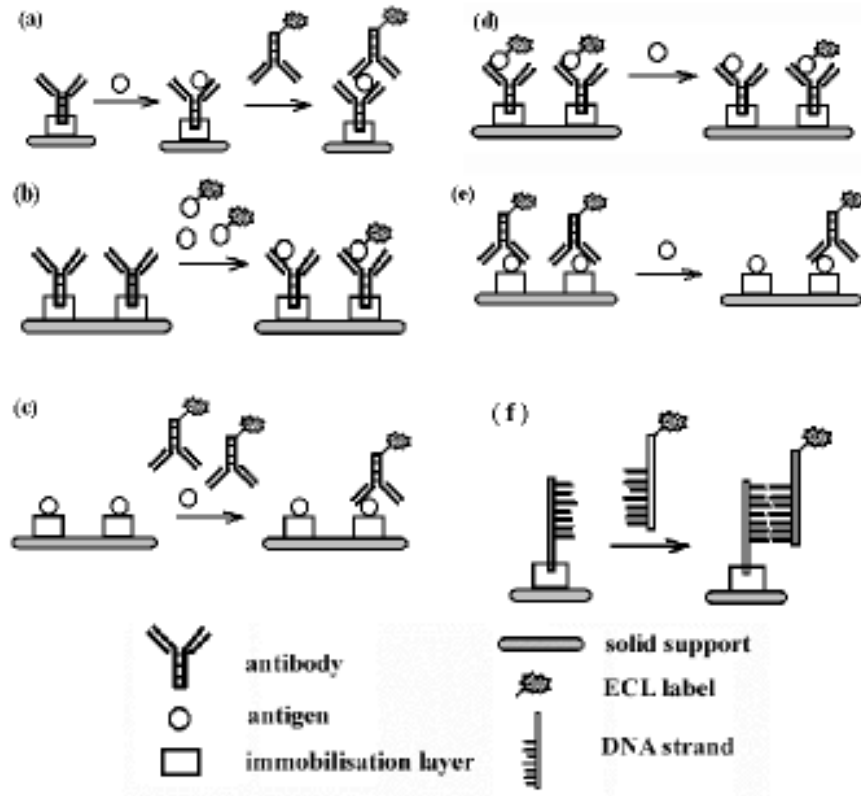 (a)
(d)
(b)
(e)
(c)
( f )
antibody
antigen
immobilisation layer
solid support
ECL label
DNA strand